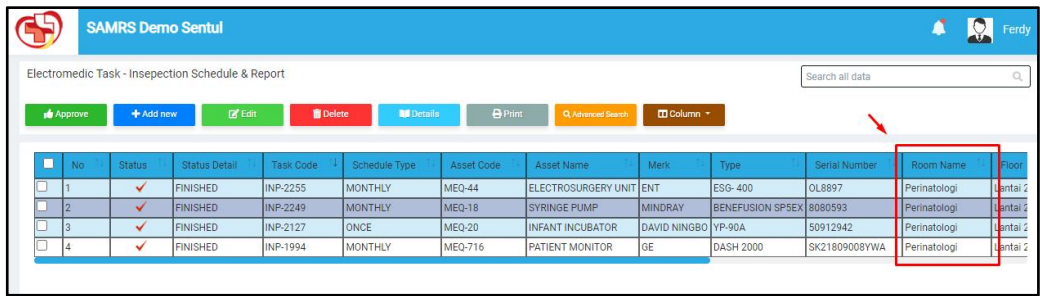 SAMRS Demo Sentul
Ferdy
Electromedic Task - Insepection Schedule & Report
Search all data
Approve + Add new Edit Delete Details Print Advanced Search Column
No Status Status Detail Task Code Schedule Type Asset Code Asset Name Merk Type Serial Number Room Name Floor
1 FINISHED INP-2255 MONTHLY MEQ-44 ELECTROSURGERY UNIT ENT ESG- 400 OL8897 Perinatologi Lantai 2
2 FINISHED INP-2249 MONTHLY MEQ-18 SYRINGE PUMP MINDRAY BENEFUSION SP5EX 8080593 Perinatologi Lantai 2
3 FINISHED INP-2127 ONCE MEQ-20 INFANT INCUBATOR DAVID NINGBO YP-90A 50912942 Perinatologi Lantai 2
4 FINISHED INP-1994 MONTHLY MEQ-716 PATIENT MONITOR GE DASH 2000 SK21809008YWA Perinatologi Lantai 2